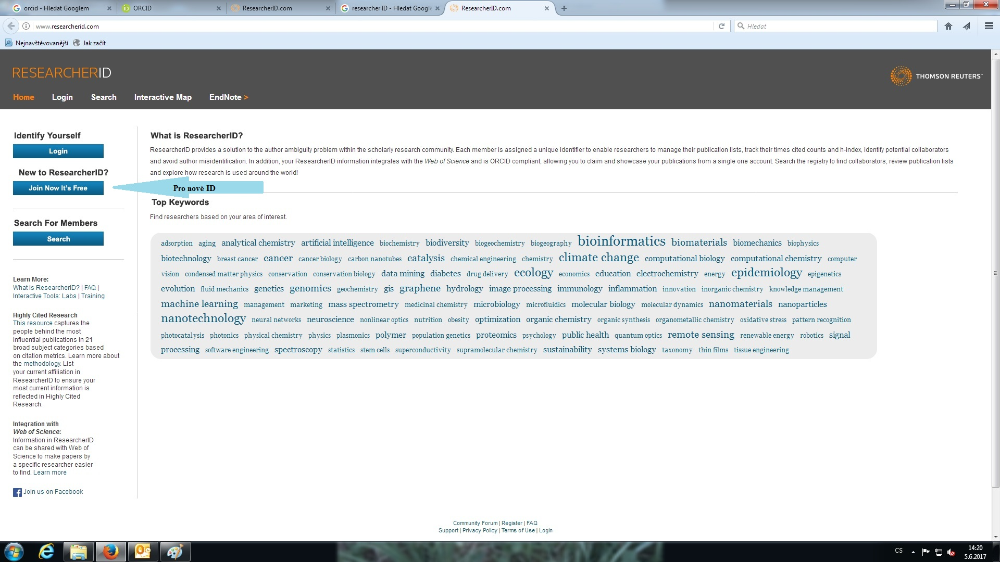 orcid - Hledat Googlem
ORCID
ResearcherID.com
researcher ID - Hledat Googl
ResearcherID.com
www.researcherid.com
Hledat
Nejnavštěvovanější Jak začít
RESEARCHERID
THOMSON REUTERS
Home Login Search Interactive Map EndNote >
Identify Yourself
Login
New to ResearcherID?
Join Now It's Free
Search For Members
Search
Learn More:
What is ResearcherID? | FAQ |
Interactive Tools: Labs | Training
Highly Cited Research
This resource captures the
people behind the most
influential publications in 21
broad subject categories based
on citation metrics. Learn more about
the methodology. List
your current affiliation in
ResearcherID to ensure your
most current information is
reflected in Highly Cited
Research.
Integration with
Web of Science:
Information in ResearcherID
can be shared with Web of
Science to make papers by
a specific researcher easier
to find. Learn more
Join us on Facebook
What is ResearcherID?
ResearcherID provides a solution to the author ambiguity problem within the scholarly research community. Each member is assigned a unique identifier to enable researchers to manage their publication lists, track their times cited counts and h-index, identify potential collaborators
and avoid author misidentification. In addition, your ResearcherID information integrates with the Web of Science and is ORCID compliant, allowing you to claim and showcase your publications from a single one account. Search the registry to find collaborators, review publication lists
and explore how research is used around the world!
Pro nové ID
Top Keywords
Find researchers based on your area of interest.
adsorption aging analytical chemistry artificial intelligence biochemistry biodiversity biogeochemistry biogeography bioinformatics biomaterials biomechanics biophysics
biotechnology breast cancer cancer cancer biology carbon nanotubes catalysis chemical engineering chemistry climate change computational biology computational chemistry computer
vision condensed matter physics conservation conservation biology data mining diabetes drug delivery ecology economics education electrochemistry energy epidemiology epigenetics
evolution fluid mechanics genetics genomics geochemistry gis graphene hydrology image processing immunology inflammation innovation inorganic chemistry knowledge management
machine learning management marketing mass spectrometry medicinal chemistry microbiology microfluidics molecular biology molecular dynamics nanomaterials nanoparticles
nanotechnology neural networks neuroscience nonlinear optics nutrition obesity optimization organic chemistry organic synthesis organometallic chemistry oxidative stress pattern recognition
photocatalysis photonics physical chemistry physics plasmonics polymer population genetics proteomics psychology public health quantum optics remote sensing renewable energy robotics signal
processing software engineering spectroscopy statistics stem cells superconductivity supramolecular chemistry sustainability systems biology taxonomy thin films tissue engineering
Community Forum | Register | FAQ
Support | Privacy Policy | Terms of Use | Login
CS
14:20
5.6.2017